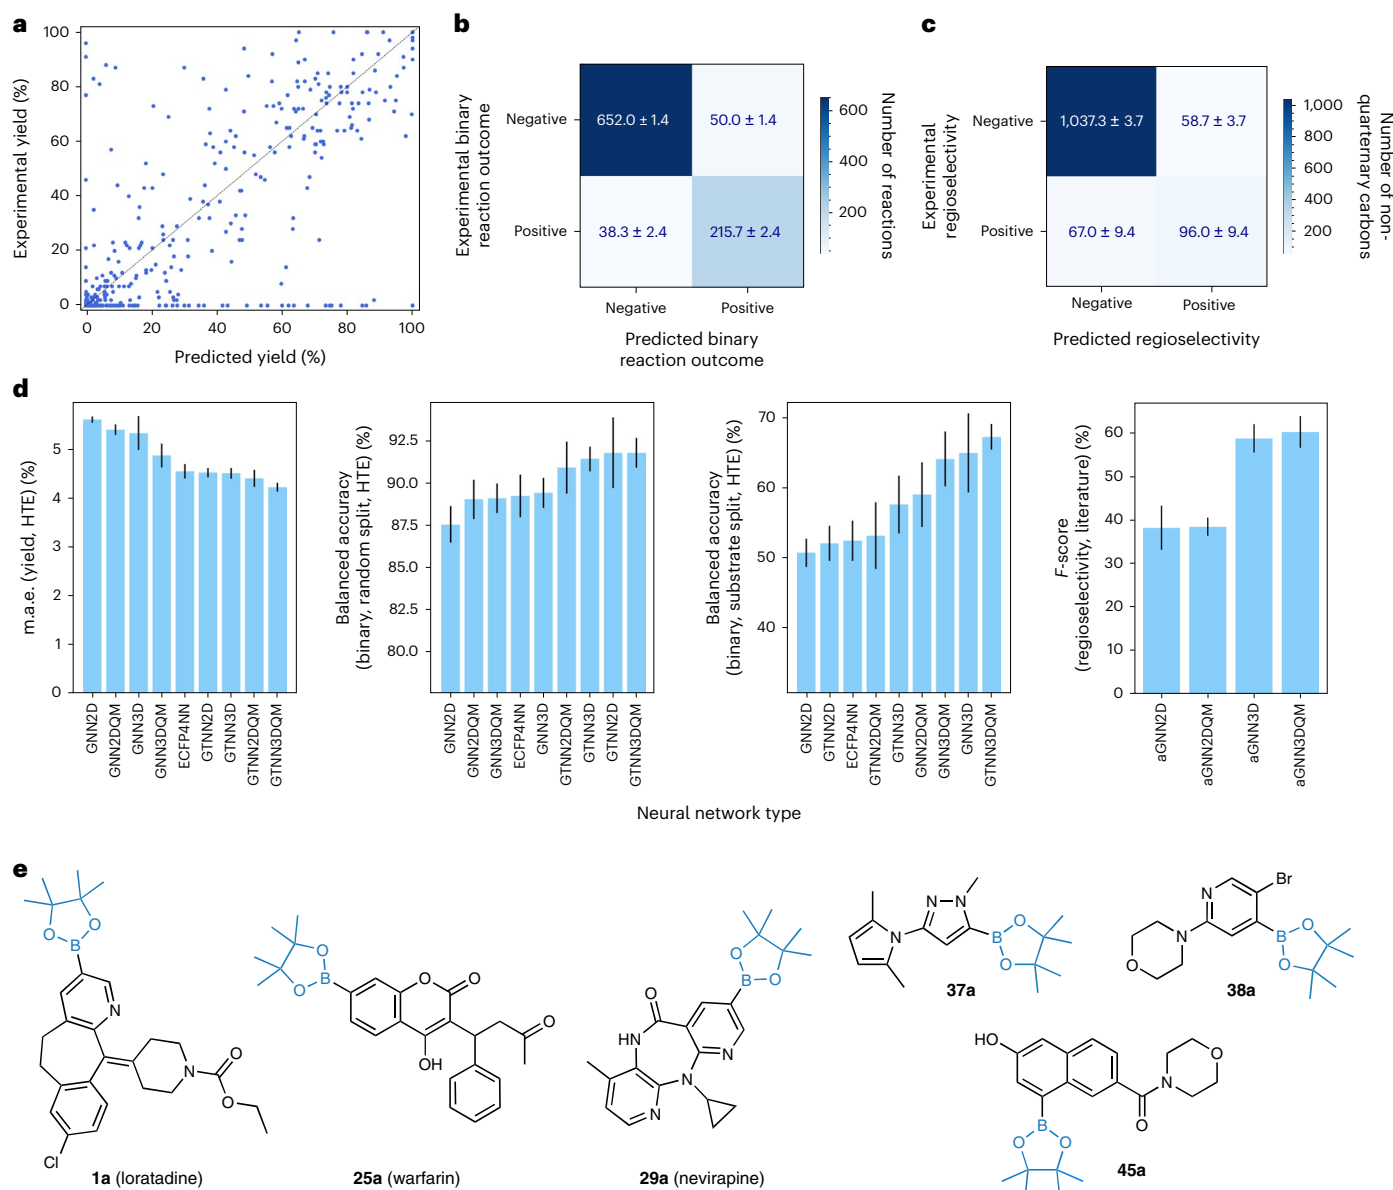 a
Experimental yield (%)
100
80
60
40
20
0
0 20 40 60 80 100
Predicted yield (%)
b
Experimental binary
reaction outcome
Negative
Positive
652.0 ± 1.4 50.0 ± 1.4
38.3 ± 2.4 215.7 ± 2.4
Negative Positive
Predicted binary
reaction outcome
600
400
200
Number of reactions
c
Experimental
regioselectivity
Negative
Positive
1,037.3 ± 3.7 58.7 ± 3.7
67.0 ± 9.4 96.0 ± 9.4
Negative Positive
Predicted regioselectivity
1,000
800
600
400
200
Number of non-
quarternary carbons
d
m.a.e. (yield, HTE) (%)
5
4
3
2
1
0
GNN2D
GNN2DQM
GNN3D
GNN3DQM
ECFP4NN
GTNN2D
GTNN3D
GTNN2DQM
GTNN3DQM
Balanced accuracy
(binary, random split, HTE) (%)
92.5
90.0
87.5
85.0
82.5
80.0
GNN2D
GNN2DQM
GNN3DQM
ECFP4NN
GNN3D
GTNN2DQM
GTNN3D
GTNN2D
GTNN3DQM
Balanced accuracy
(binary, substrate split, HTE) (%)
70
60
50
40
GNN2D
GTNN2D
ECFP4NN
GTNN2DQM
GTNN3D
GNN2DQM
GNN3DQM
GNN3D
GTNN3DQM
F-score
(regioselectivity, literature) (%)
60
50
40
30
20
10
0
aGNN2D
aGNN2DQM
aGNN3D
aGNN3DQM
Neural network type
e
O
O
B
N
N
O
O
Cl
1a (loratadine)
O
B
O
O
O
OH
O
25a (warfarin)
O
B
O
O
HN
N
N
N
29a (nevirapine)
N
N
N
B
O
O
37a
N
Br
N
O
B
O
O
38a
HO
O
N
O
B
O
O
45a